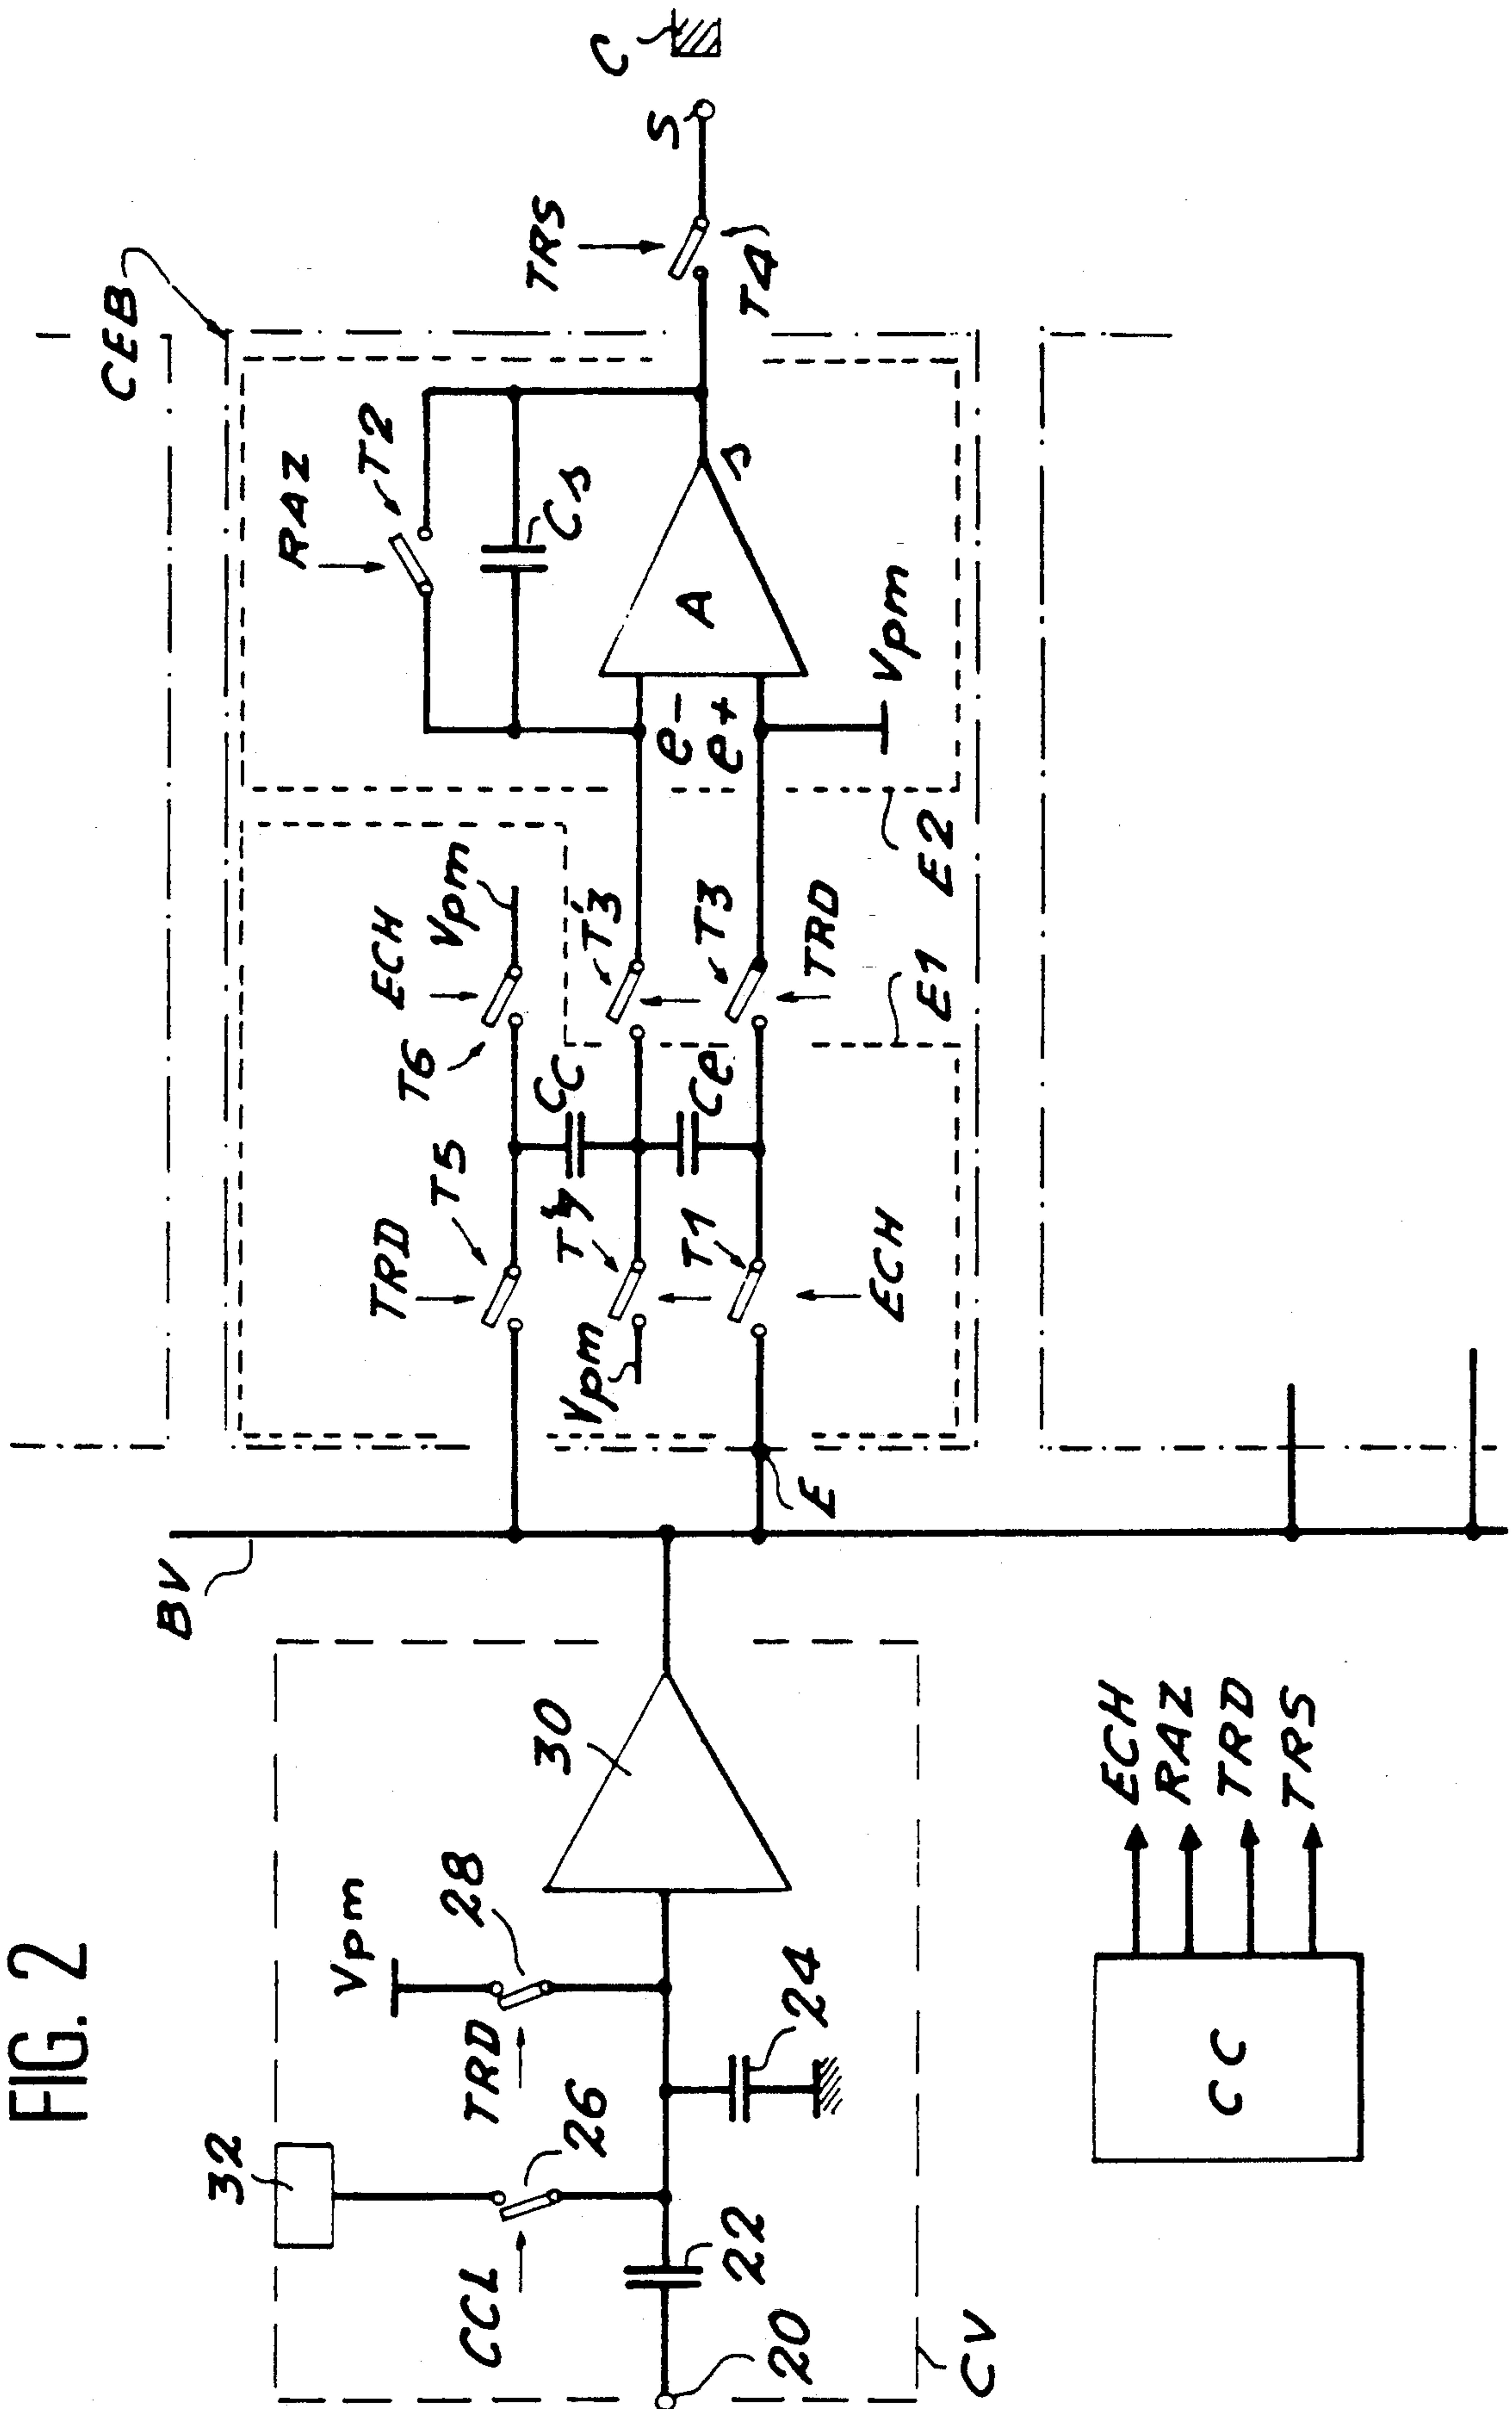 FIG. 2
32
CCL
26
TRD
28
Vpm
30
20
22
24
CV
BV
E
TRD
T5
T6
ECH
Vpm
Cc
Vpm
T'3
Ce
T1
T3
ECH
TRD
E1
E2
CEB
RAZ
T2
Cs
A
e-
e+
s
Vpm
TRS
T4
S
C
CC
ECH
RAZ
TRD
TRS